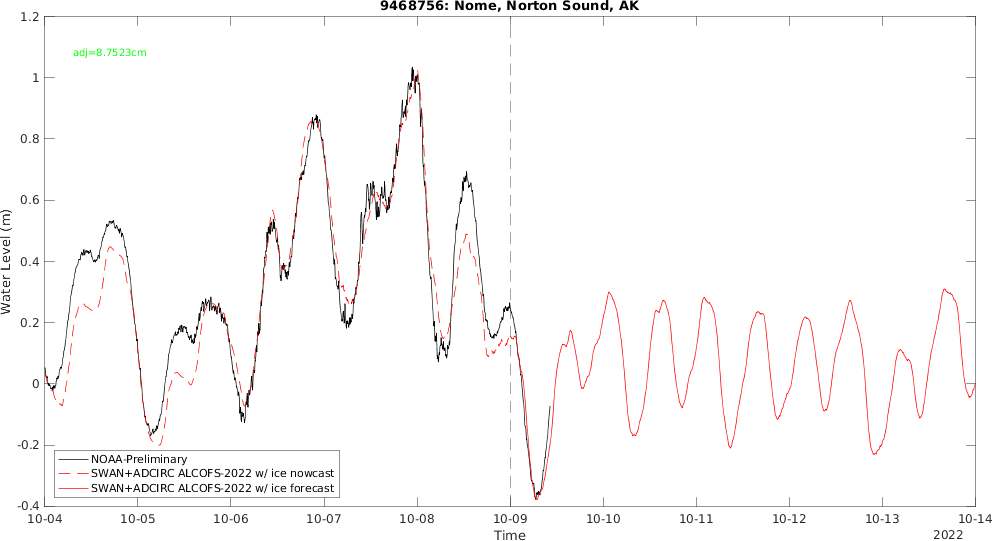 9468756: Nome, Norton Sound, AK
adj=8.7523cm
Water Level (m)
1.2
1
0.8
0.6
0.4
0.2
0
-0.2
-0.4
NOAA-Preliminary
SWAN+ADCIRC ALCOFS-2022 w/ ice nowcast
SWAN+ADCIRC ALCOFS-2022 w/ ice forecast
10-04 10-05 10-06 10-07 10-08 10-09 10-10 10-11 10-12 10-13 10-14
Time
2022